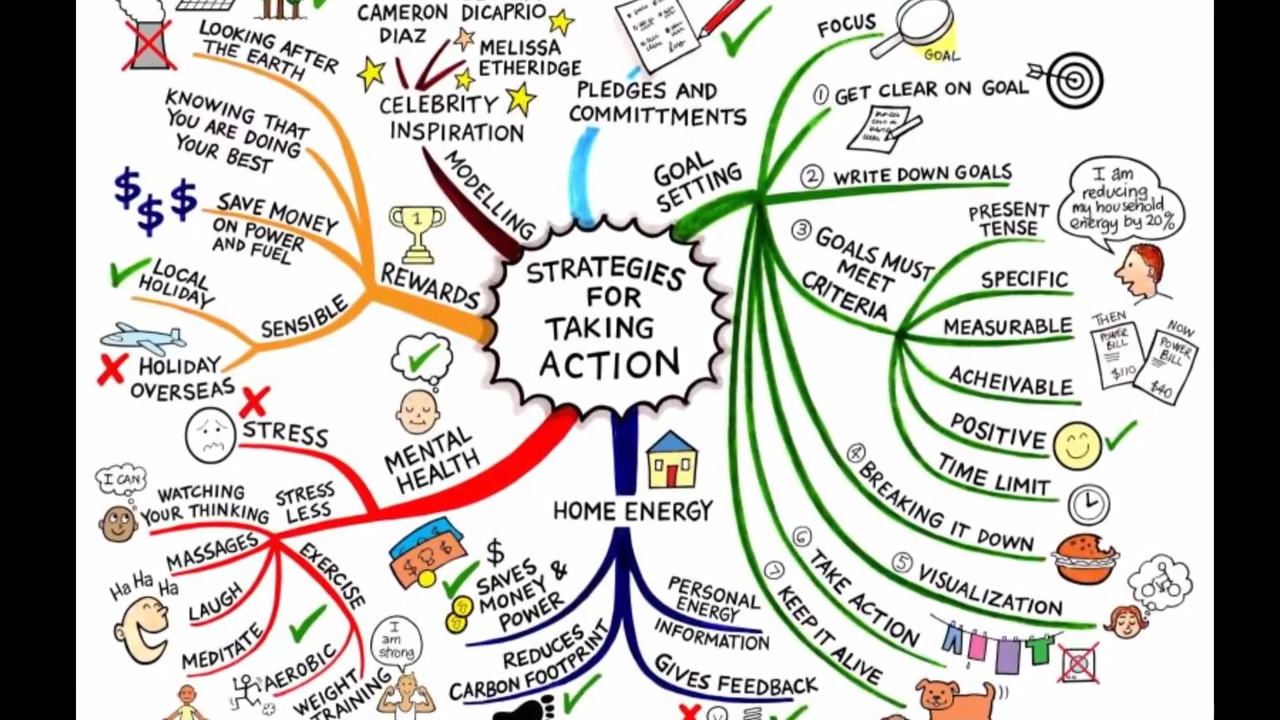 CAMERON
DIAZ
DICAPRIO
MELISSA
ETHERIDGE
CELEBRITY
INSPIRATION
MODELLING
PLEDGES AND
COMMITTMENTS
GOAL
SETTING
FOCUS
GOAL
① GET CLEAR ON GOAL
② WRITE DOWN GOALS
③ GOALS MUST
MEET
CRITERIA
PRESENT
TENSE
I am
reducing
my household
energy by 20%
SPECIFIC
MEASURABLE
THEN
POWER
BILL
$110
NOW
POWER
BILL
$40
ACHEIVABLE
POSITIVE
TIME LIMIT
④ BREAKING IT DOWN
⑤ VISUALIZATION
⑥ TAKE ACTION
⑦ KEEP IT ALIVE
STRATEGIES
FOR
TAKING
ACTION
LOOKING AFTER
THE EARTH
KNOWING THAT
YOU ARE DOING
YOUR BEST
$ $ $
SAVE MONEY
ON POWER
AND FUEL
1
REWARDS
LOCAL
HOLIDAY
SENSIBLE
HOLIDAY
OVERSEAS
STRESS
MENTAL
HEALTH
I CAN
WATCHING
YOUR THINKING
STRESS
LESS
MASSAGES
EXERCISE
Ha Ha Ha
LAUGH
MEDITATE
AEROBIC
WEIGHT
TRAINING
I
am
strong
HOME ENERGY
$
$
$
SAVES
MONEY &
POWER
REDUCES
CARBON FOOTPRINT
PERSONAL
ENERGY
INFORMATION
GIVES FEEDBACK